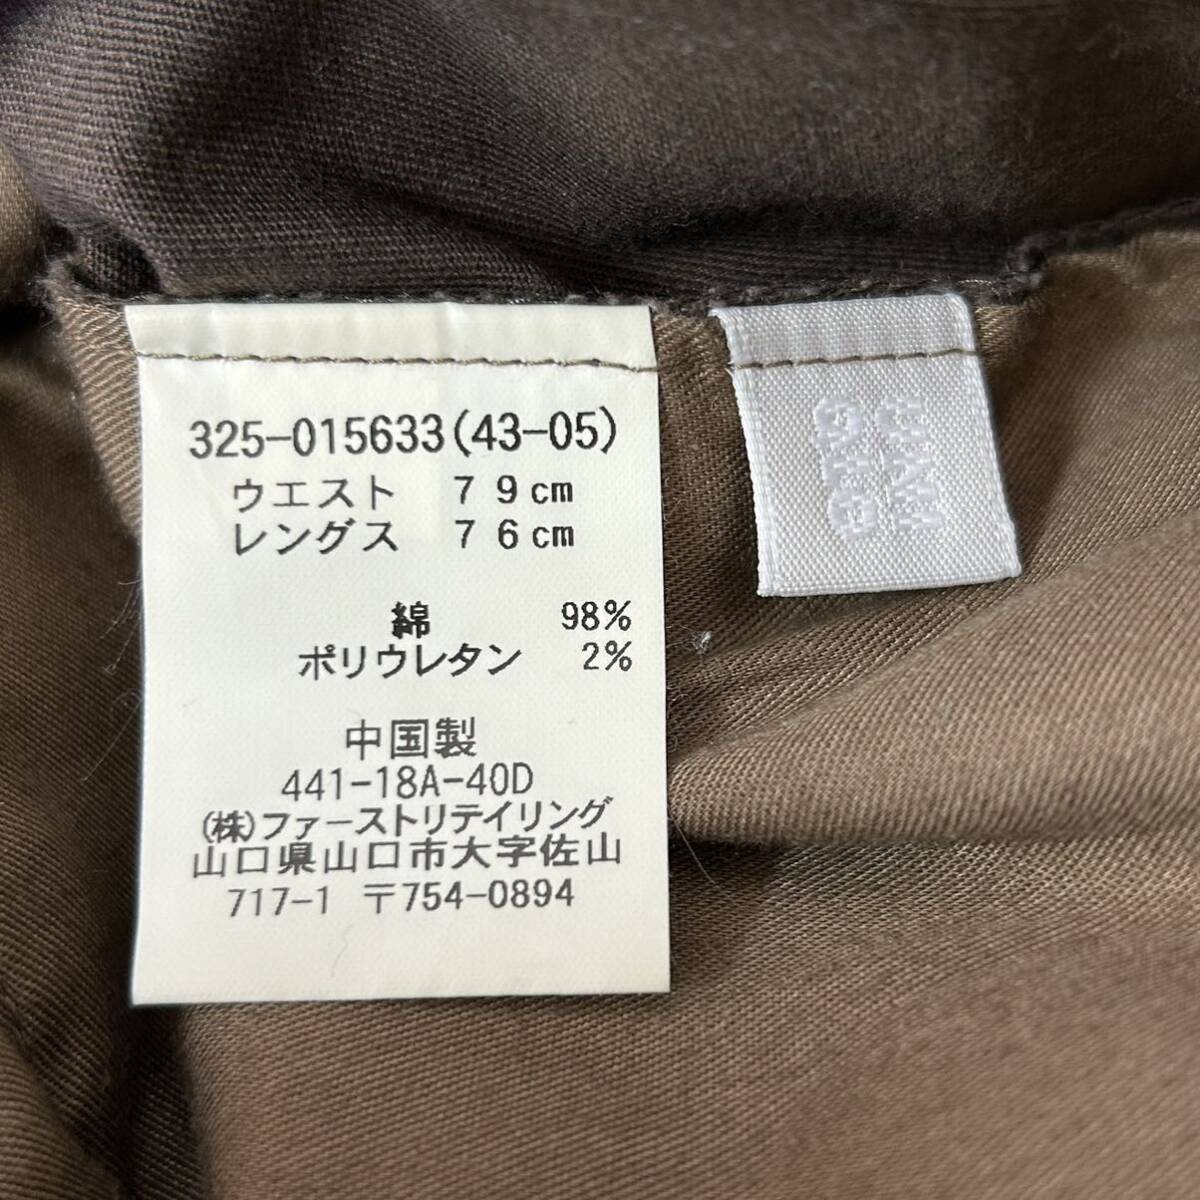 325-015633(43-05)
ウエスト 79cm
レングス 76cm
綿 98%
ポリウレタン 2%
中国製
441-18A-40D
(株)ファーストリテイリング
山口県山口市大字佐山
717-1 〒754-0894